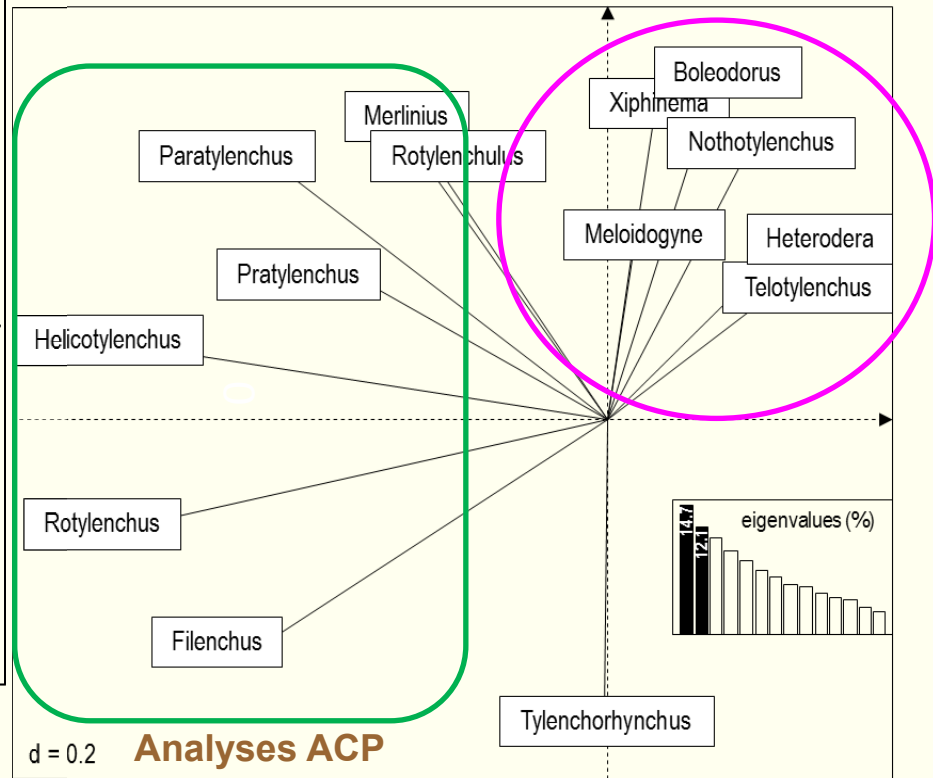 Boleodorus
Xiphinema
Merlinius
Nothotylenchus
Paratylenchus
Rotylenchulus
Meloidogyne
Heterodera
Pratylenchus
Telotylenchus
Helicotylenchus
Rotylenchus
eigenvalues (%)
14.7
12.1
Filenchus
Tylenchorhynchus
d = 0.2
Analyses ACP